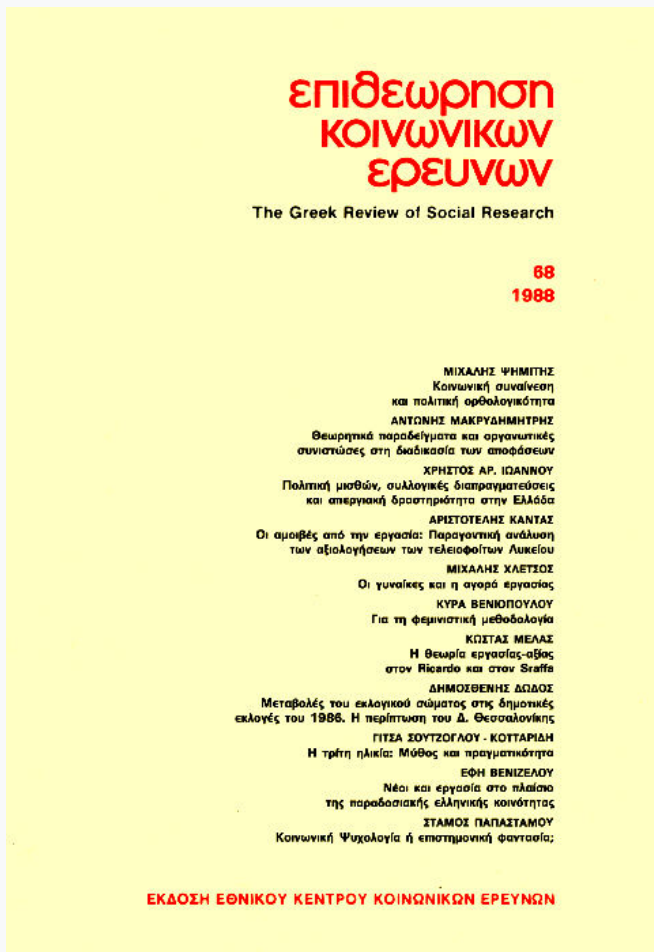 επιθεωρηση
κοινωνικων
ερευνων
The Greek Review of Social Research
68
1988
ΜΙΧΑΛΗΣ ΨΗΜΙΤΗΣ
Κοινωνική συναίνεση
και πολιτική ορθολογικότητα
ΑΝΤΩΝΗΣ ΜΑΚΡΥΔΗΜΗΤΡΗΣ
Θεωρητικά παραδείγματα και οργανωτικές
συνιστώσες στη διαδικασία των αποφάσεων
ΧΡΗΣΤΟΣ ΑΡ. ΙΩΑΝΝΟΥ
Πολιτική μισθών, συλλογικές διαπραγματεύσεις
και απεργιακή δραστηριότητα στην Ελλάδα
ΑΡΙΣΤΟΤΕΛΗΣ ΚΑΝΤΑΣ
Οι αμοιβές από την εργασία: Παραγοντική ανάλυση
των αξιολογήσεων των τελειοφοίτων Λυκείου
ΜΙΧΑΛΗΣ ΧΛΕΤΣΟΣ
Οι γυναίκες και η αγορά εργασίας
ΚΥΡΑ ΒΕΝΙΟΠΟΥΛΟΥ
Για τη φεμινιστική μεθοδολογία
ΚΩΣΤΑΣ ΜΕΛΑΣ
Η θεωρία εργασίας-αξίας
στον Ricardo και στον Sraffa
ΔΗΜΟΣΘΕΝΗΣ ΔΩΔΟΣ
Μεταβολές του εκλογικού σώματος στις δημοτικές
εκλογές του 1986. Η περίπτωση του Δ. Θεσσαλονίκης
ΓΙΤΣΑ ΣΟΥΤΖΟΓΛΟΥ - ΚΟΤΤΑΡΙΔΗ
Η τρίτη ηλικία: Μύθος και πραγματικότητα
ΕΦΗ ΒΕΝΙΖΕΛΟΥ
Νέοι και εργασία στο πλαίσιο
της παραδοσιακής ελληνικής κοινότητας
ΣΤΑΜΟΣ ΠΑΠΑΣΤΑΜΟΥ
Κοινωνική Ψυχολογία ή επιστημονική φαντασία;
ΕΚΔΟΣΗ ΕΘΝΙΚΟΥ ΚΕΝΤΡΟΥ ΚΟΙΝΩΝΙΚΩΝ ΕΡΕΥΝΩΝ